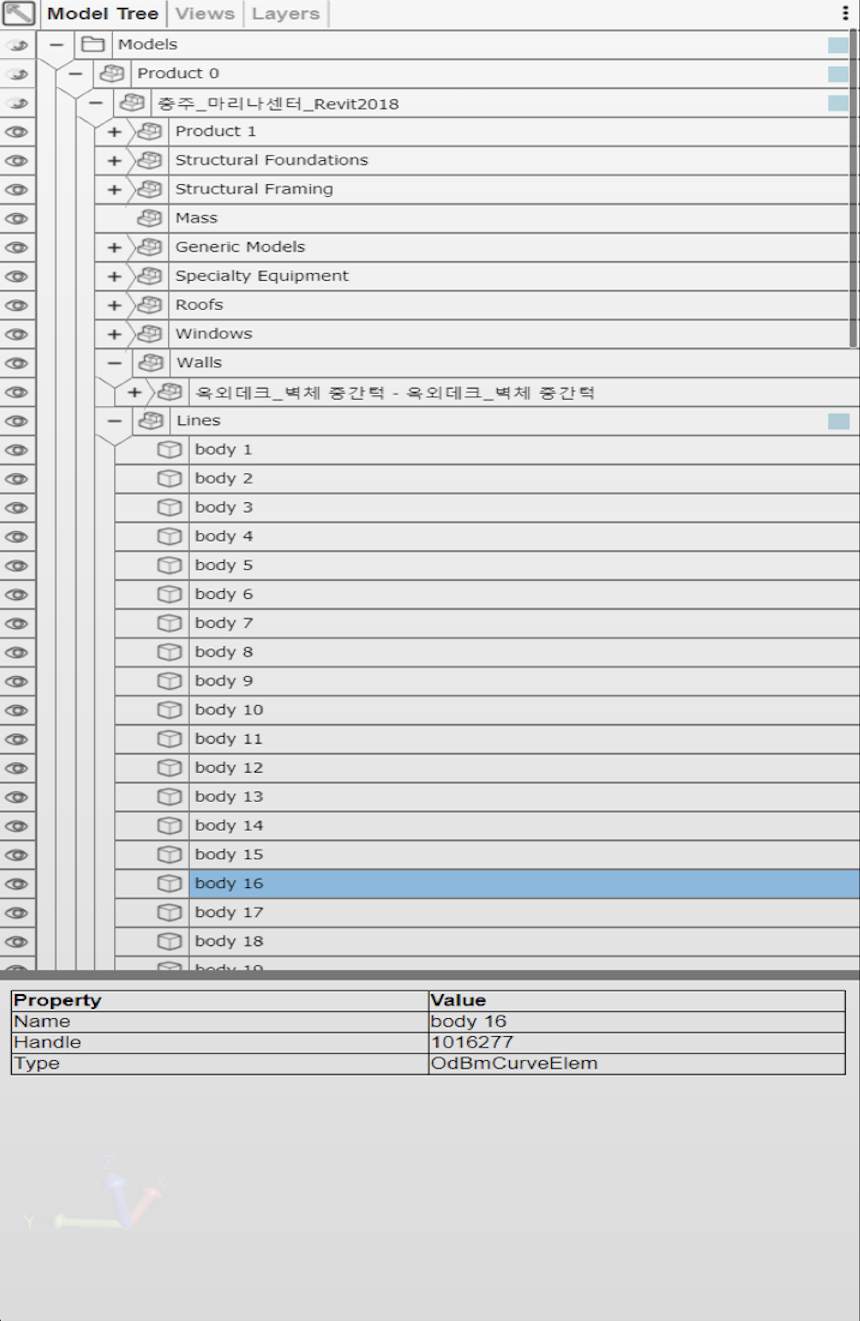 Model Tree Views Layers
Models
Product 0
충주_마리나센터_Revit2018
Product 1
Structural Foundations
Structural Framing
Mass
Generic Models
Specialty Equipment
Roofs
Windows
Walls
옥외데크_벽체 중간턱 - 옥외데크_벽체 중간턱
Lines
body 1
body 2
body 3
body 4
body 5
body 6
body 7
body 8
body 9
body 10
body 11
body 12
body 13
body 14
body 15
body 16
body 17
body 18
body 19
Property Value
Name body 16
Handle 1016277
Type OdBmCurveElem
Z
X
Y